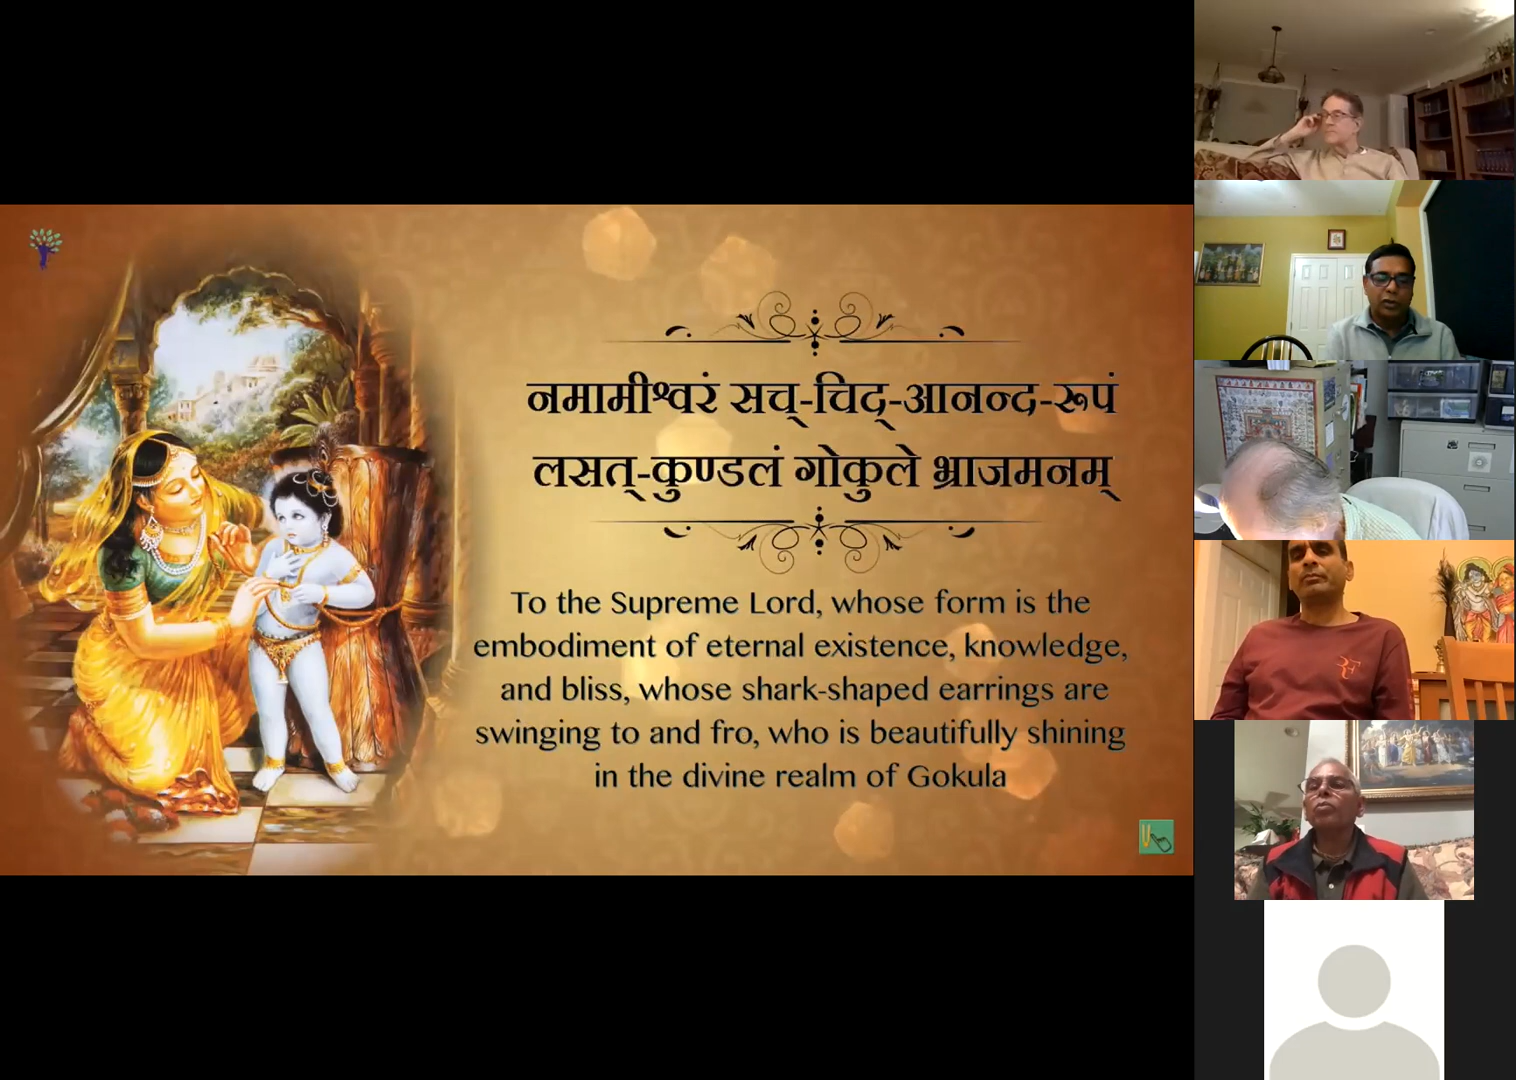 नमामीश्वरं सच्-चिद्-आनन्द-रूपं
लसत्-कुण्डलं गोकुले भ्राजमनम्
To the Supreme Lord, whose form is the
embodiment of eternal existence, knowledge,
and bliss, whose shark-shaped earrings are
swinging to and fro, who is beautifully shining
in the divine realm of Gokula